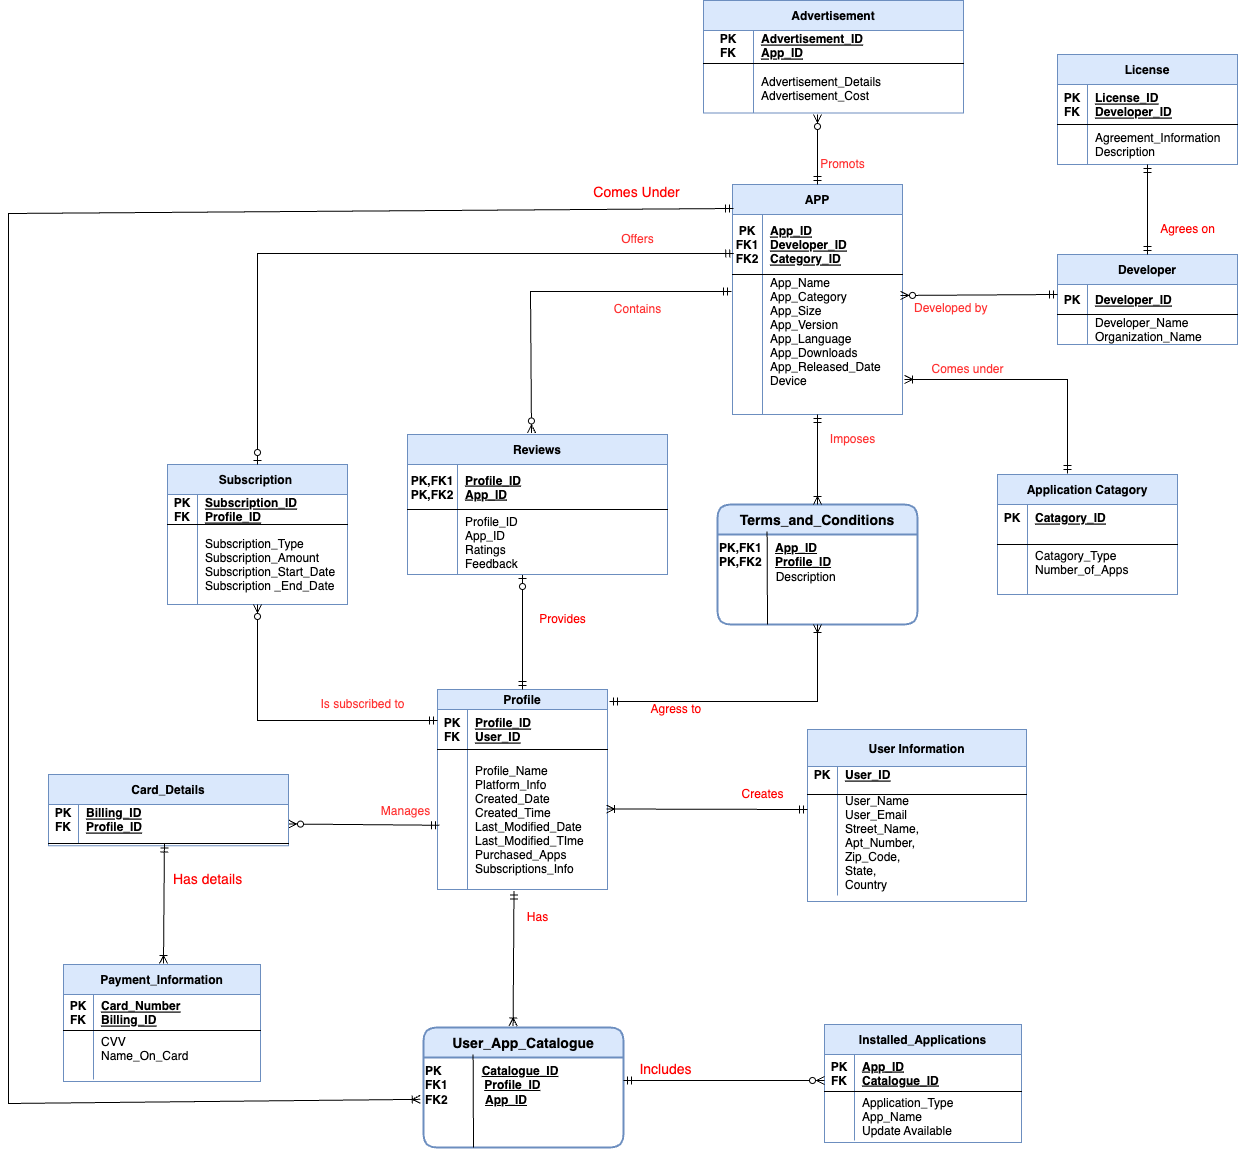 Advertisement
PK Advertisement_ID
FK App_ID
Advertisement_Details
Advertisement_Cost
License
PK License_ID
FK Developer_ID
Agreement_Information
Description
Promots
Comes Under
APP
PK App_ID
FK1 Developer_ID
FK2 Category_ID
App_Name
App_Category
App_Size
App_Version
App_Language
App_Downloads
App_Released_Date
Device
Agrees on
Offers
Developer
PK Developer_ID
Developer_Name
Organization_Name
Contains
Developed by
Comes under
Imposes
Reviews
PK,FK1 Profile_ID
PK,FK2 App_ID
Profile_ID
App_ID
Ratings
Feedback
Subscription
PK Subscription_ID
FK Profile_ID
Subscription_Type
Subscription_Amount
Subscription_Start_Date
Subscription _End_Date
Terms_and_Conditions
PK,FK1 App_ID
PK,FK2 Profile_ID
Description
Application Catagory
PK Catagory_ID
Catagory_Type
Number_of_Apps
Provides
Is subscribed to
Agress to
Profile
PK Profile_ID
FK User_ID
Profile_Name
Platform_Info
Created_Date
Created_Time
Last_Modified_Date
Last_Modified_TIme
Purchased_Apps
Subscriptions_Info
User Information
PK User_ID
User_Name
User_Email
Street_Name,
Apt_Number,
Zip_Code,
State,
Country
Creates
Card_Details
PK Billing_ID
FK Profile_ID
Manages
Has details
Has
Payment_Information
PK Card_Number
FK Billing_ID
CVV
Name_On_Card
User_App_Catalogue
PK Catalogue_ID
FK1 Profile_ID
FK2 App_ID
Includes
Installed_Applications
PK App_ID
FK Catalogue_ID
Application_Type
App_Name
Update Available